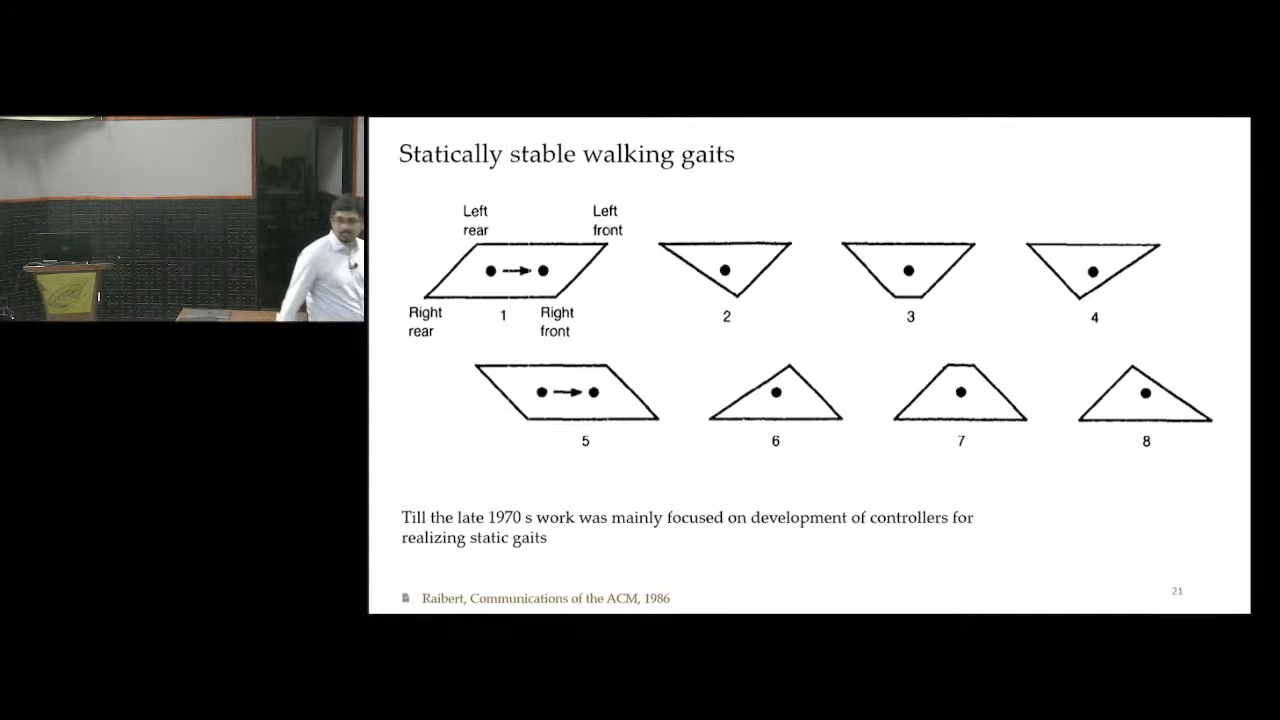 Statically stable walking gaits
Left rear
Left front
Right rear
1
Right front
2
3
4
5
6
7
8
Till the late 1970 s work was mainly focused on development of controllers for
realizing static gaits
Raibert, Communications of the ACM, 1986
21